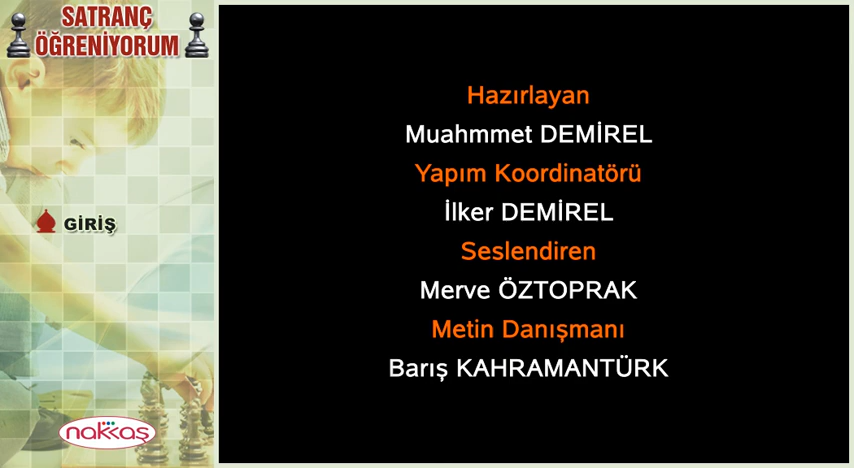 SATRANÇ
ÖĞRENİYORUM
GİRİŞ
nakkaş
Hazırlayan
Muahmmet DEMİREL
Yapım Koordinatörü
İlker DEMİREL
Seslendiren
Merve ÖZTOPRAK
Metin Danışmanı
Barış KAHRAMANTÜRK